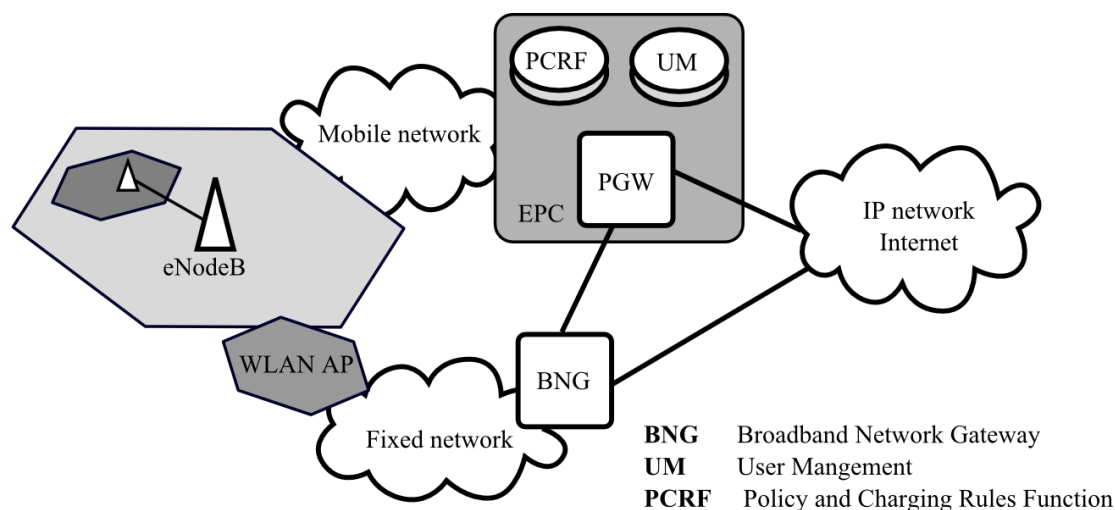 PCRF
UM
Mobile network
PGW
EPC
IP network
Internet
eNodeB
WLAN AP
BNG
Fixed network
BNG Broadband Network Gateway
UM User Mangement
PCRF Policy and Charging Rules Function